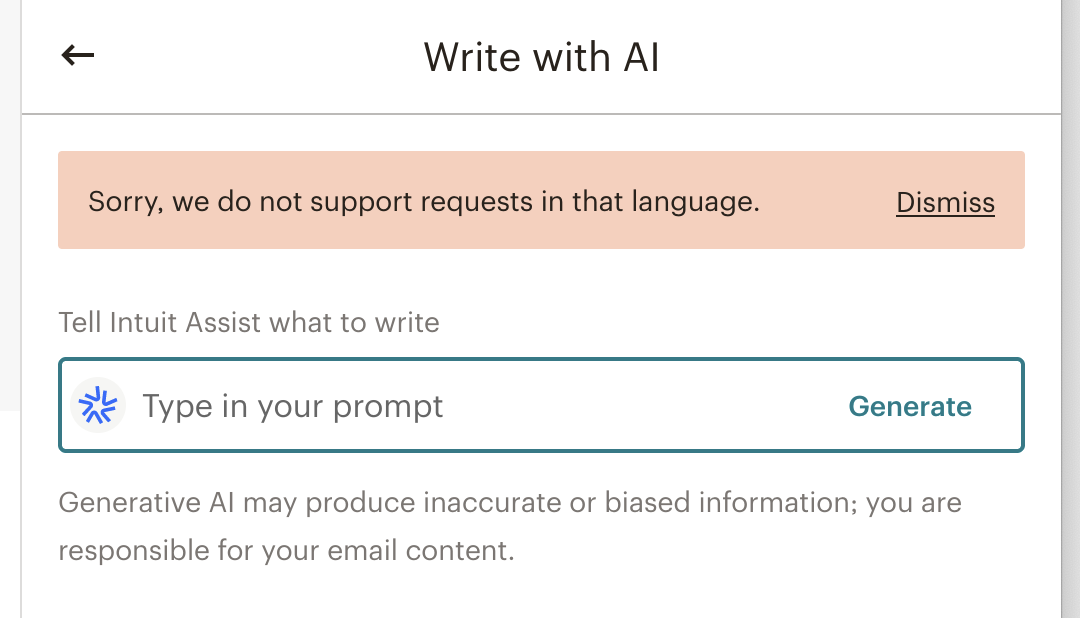 Write with AI
Sorry, we do not support requests in that language. Dismiss
Tell Intuit Assist what to write
Type in your prompt Generate
Generative AI may produce inaccurate or biased information; you are
responsible for your email content.